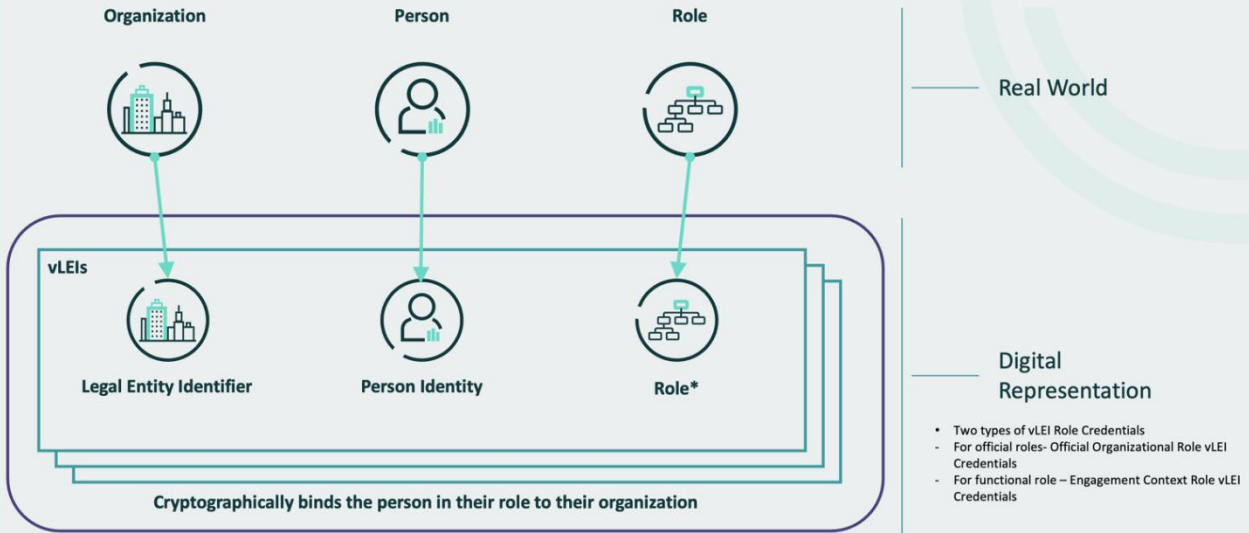 Organization
Person
Role
Real World
vLEIs
Legal Entity Identifier
Person Identity
Role*
Cryptographically binds the person in their role to their organization
Digital
Representation
• Two types of vLEI Role Credentials
- For official roles- Official Organizational Role vLEI
Credentials
- For functional role – Engagement Context Role vLEI
Credentials